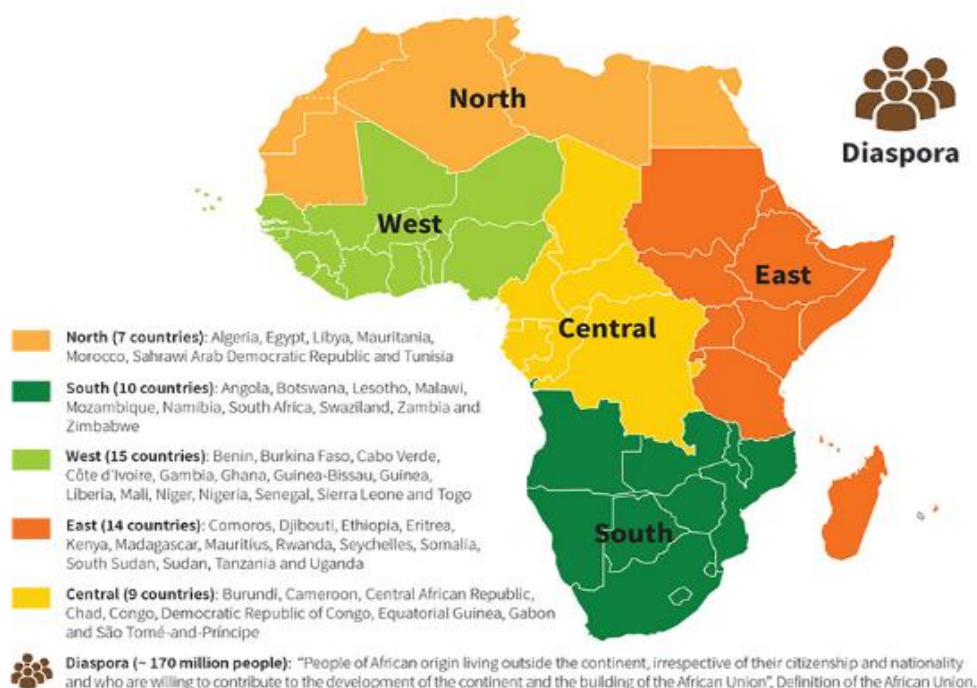 North
Diaspora
West
East
Central
South
North (7 countries): Algeria, Egypt, Libya, Mauritania,
Morocco, Sahrawi Arab Democratic Republic and Tunisia
South (10 countries): Angola, Botswana, Lesotho, Malawi,
Mozambique, Namibia, South Africa, Swaziland, Zambia and
Zimbabwe
West (15 countries): Benin, Burkina Faso, Cabo Verde,
Côte d'Ivoire, Gambia, Ghana, Guinea-Bissau, Guinea,
Liberia, Mali, Niger, Nigeria, Senegal, Sierra Leone and Togo
East (14 countries): Comoros, Djibouti, Ethiopia, Eritrea,
Kenya, Madagascar, Mauritius, Rwanda, Seychelles, Somalia,
South Sudan, Sudan, Tanzania and Uganda
Central (9 countries): Burundi, Cameroon, Central African Republic,
Chad, Congo, Democratic Republic of Congo, Equatorial Guinea, Gabon
and São Tomé-and-Príncipe
Diaspora (~ 170 million people): "People of African origin living outside the continent, irrespective of their citizenship and nationality
and who are willing to contribute to the development of the continent and the building of the African Union". Definition of the African Union.